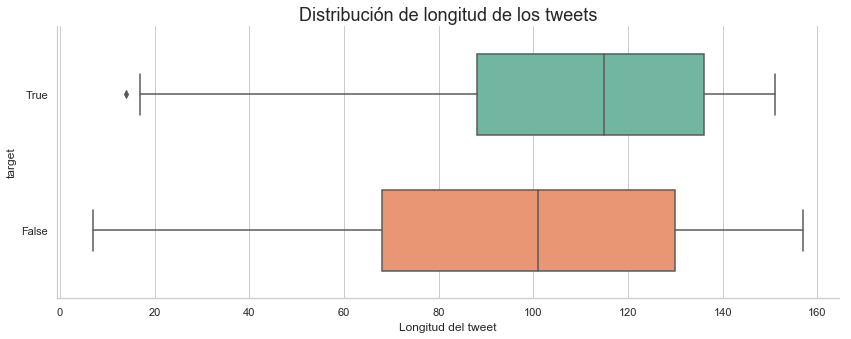 Distribución de longitud de los tweets
True
target
False
0 20 40 60 80 100 120 140 160
Longitud del tweet